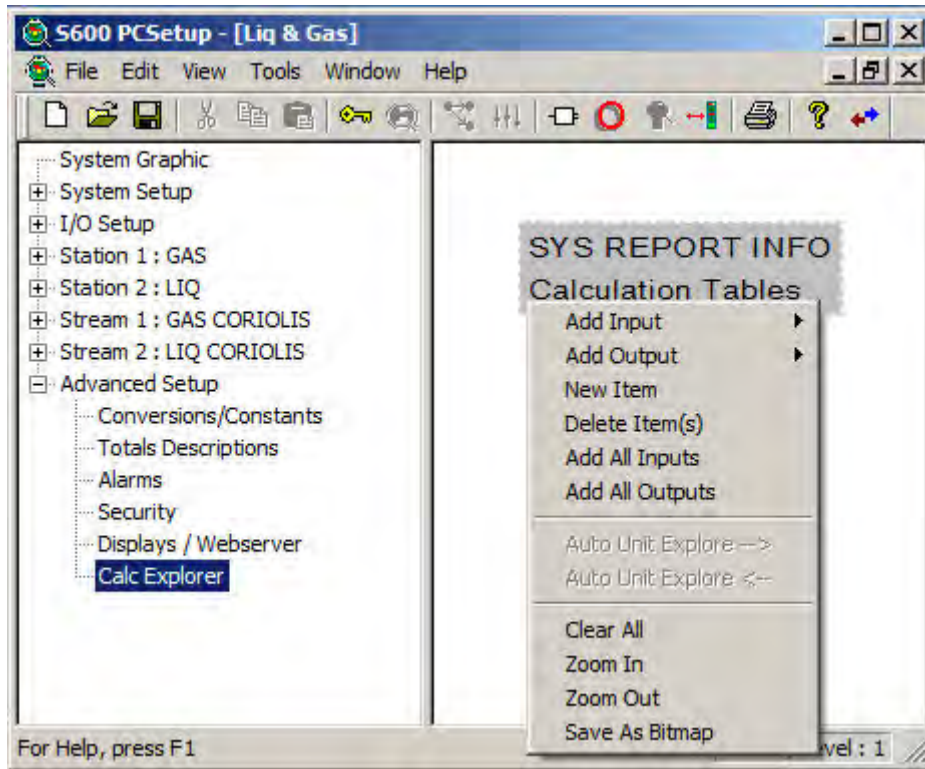 S600 PCSetup - [Liq & Gas]
File Edit View Tools Window Help
System Graphic
System Setup
I/O Setup
Station 1 : GAS
Station 2 : LIQ
Stream 1 : GAS CORIOLIS
Stream 2 : LIQ CORIOLIS
Advanced Setup
Conversions/Constants
Totals Descriptions
Alarms
Security
Displays / Webserver
Calc Explorer
SYS REPORT INFO
Calculation Tables
Add Input
Add Output
New Item
Delete Item(s)
Add All Inputs
Add All Outputs
Auto Unit Explore -->
Auto Unit Explore <--
Clear All
Zoom In
Zoom Out
Save As Bitmap
For Help, press F1
vel : 1